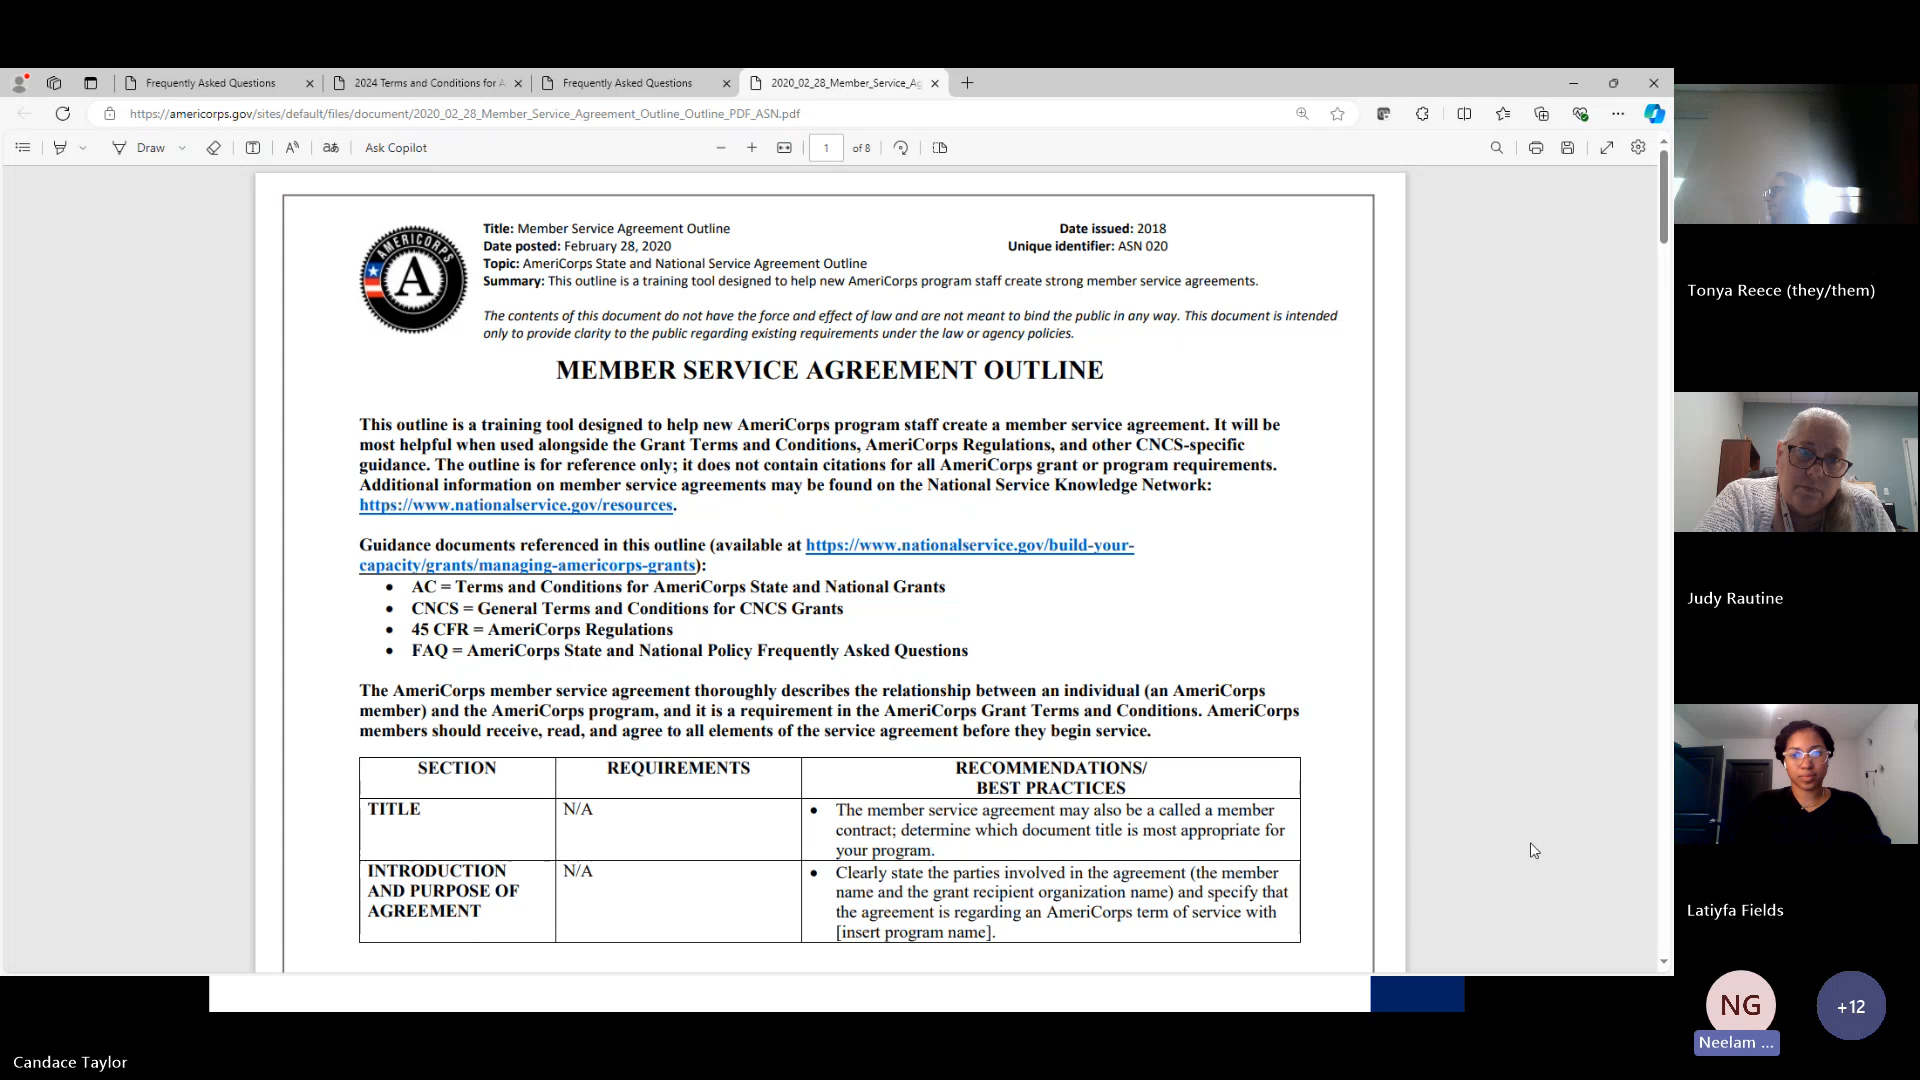 Frequently Asked Questions
2024 Terms and Conditions for A
Frequently Asked Questions
2020_02_28_Member_Service_Ag
https://americorps.gov/sites/default/files/document/2020_02_28_Member_Service_Agreement_Outline_Outline_PDF_ASN.pdf
Draw
Ask Copilot
1 of 8
AMERICORPS
A
Title: Member Service Agreement Outline
Date issued: 2018
Date posted: February 28, 2020
Unique identifier: ASN 020
Topic: AmeriCorps State and National Service Agreement Outline
Summary: This outline is a training tool designed to help new AmeriCorps program staff create strong member service agreements.
The contents of this document do not have the force and effect of law and are not meant to bind the public in any way. This document is intended
only to provide clarity to the public regarding existing requirements under the law or agency policies.
MEMBER SERVICE AGREEMENT OUTLINE
This outline is a training tool designed to help new AmeriCorps program staff create a member service agreement. It will be
most helpful when used alongside the Grant Terms and Conditions, AmeriCorps Regulations, and other CNCS-specific
guidance. The outline is for reference only; it does not contain citations for all AmeriCorps grant or program requirements.
Additional information on member service agreements may be found on the National Service Knowledge Network:
https://www.nationalservice.gov/resources.
Guidance documents referenced in this outline (available at https://www.nationalservice.gov/build-your-
capacity/grants/managing-americorps-grants):
• AC = Terms and Conditions for AmeriCorps State and National Grants
• CNCS = General Terms and Conditions for CNCS Grants
• 45 CFR = AmeriCorps Regulations
• FAQ = AmeriCorps State and National Policy Frequently Asked Questions
The AmeriCorps member service agreement thoroughly describes the relationship between an individual (an AmeriCorps
member) and the AmeriCorps program, and it is a requirement in the AmeriCorps Grant Terms and Conditions. AmeriCorps
members should receive, read, and agree to all elements of the service agreement before they begin service.
SECTION
REQUIREMENTS
RECOMMENDATIONS/
BEST PRACTICES
TITLE
N/A
• The member service agreement may also be a called a member
contract; determine which document title is most appropriate for
your program.
INTRODUCTION
AND PURPOSE OF
AGREEMENT
N/A
• Clearly state the parties involved in the agreement (the member
name and the grant recipient organization name) and specify that
the agreement is regarding an AmeriCorps term of service with
[insert program name].
Tonya Reece (they/them)
Judy Rautine
Latiyfa Fields
NG
+12
Neelam ...
Candace Taylor